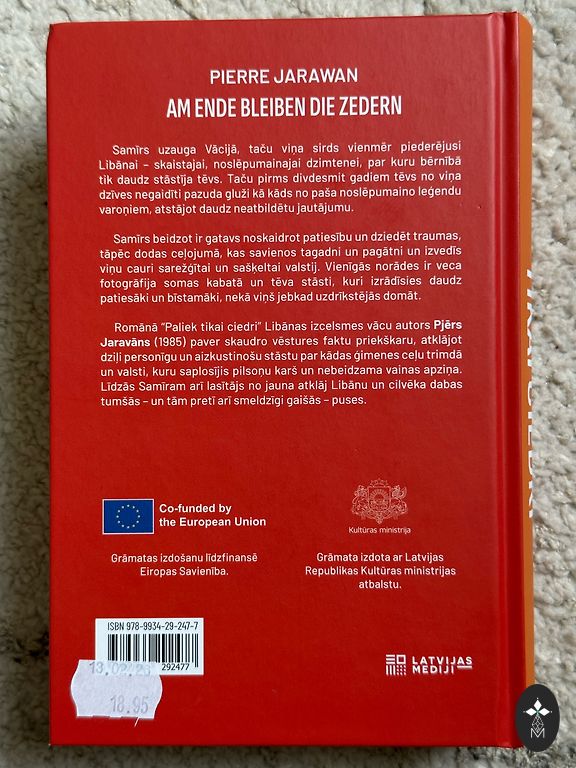 PIERRE JARAWAN
AM ENDE BLEIBEN DIE ZEDERN
Samīrs uzauga Vācijā, taču viņa sirds vienmēr piederējusi
Libānai – skaistajai, noslēpumainajai dzimtenei, par kuru bērnībā
tik daudz stāstīja tēvs. Taču pirms divdesmit gadiem tēvs no viņa
dzīves negaidīti pazuda gluži kā kāds no paša noslēpumaino leģendu
varoņiem, atstājot daudz neatbildētu jautājumu.
Samīrs beidzot ir gatavs noskaidrot patiesību un dziedēt traumas,
tāpēc dodas ceļojumā, kas savienos tagadni un pagātni un izvedīs
viņu cauri sarežģītai un sašķeltai valstij. Vienīgās norādes ir veca
fotogrāfija somas kabatā un tēva stāsti, kuri izrādīsies daudz
patiesāki un bīstamāki, nekā viņš jebkad uzdrīkstējās domāt.
Romānā "Paliek tikai ciedri" Libānas izcelsmes vācu autors Pjērs
Jaravāns (1985) paver skaudro vēstures faktu priekškaru, atklājot
dziļi personīgu un aizkustinošu stāstu par kādas ģimenes ceļu trimdā
un valsti, kuru saplosījis pilsoņu karš un nebeidzama vainas apziņa.
Līdzās Samīram arī lasītājs no jauna atklāj Libānu un cilvēka dabas
tumšās – un tām pretī arī smeldzīgi gaišās – puses.
Co-funded by
the European Union
Grāmatas izdošanu līdzfinansē
Eiropas Savienība.
Kultūras ministrija
Grāmata izdota ar Latvijas
Republikas Kultūras ministrijas
atbalstu.
ISBN 978-9934-29-247-7
292477
18.95
LATVIJAS
MEDIJI
CIEDRI
M